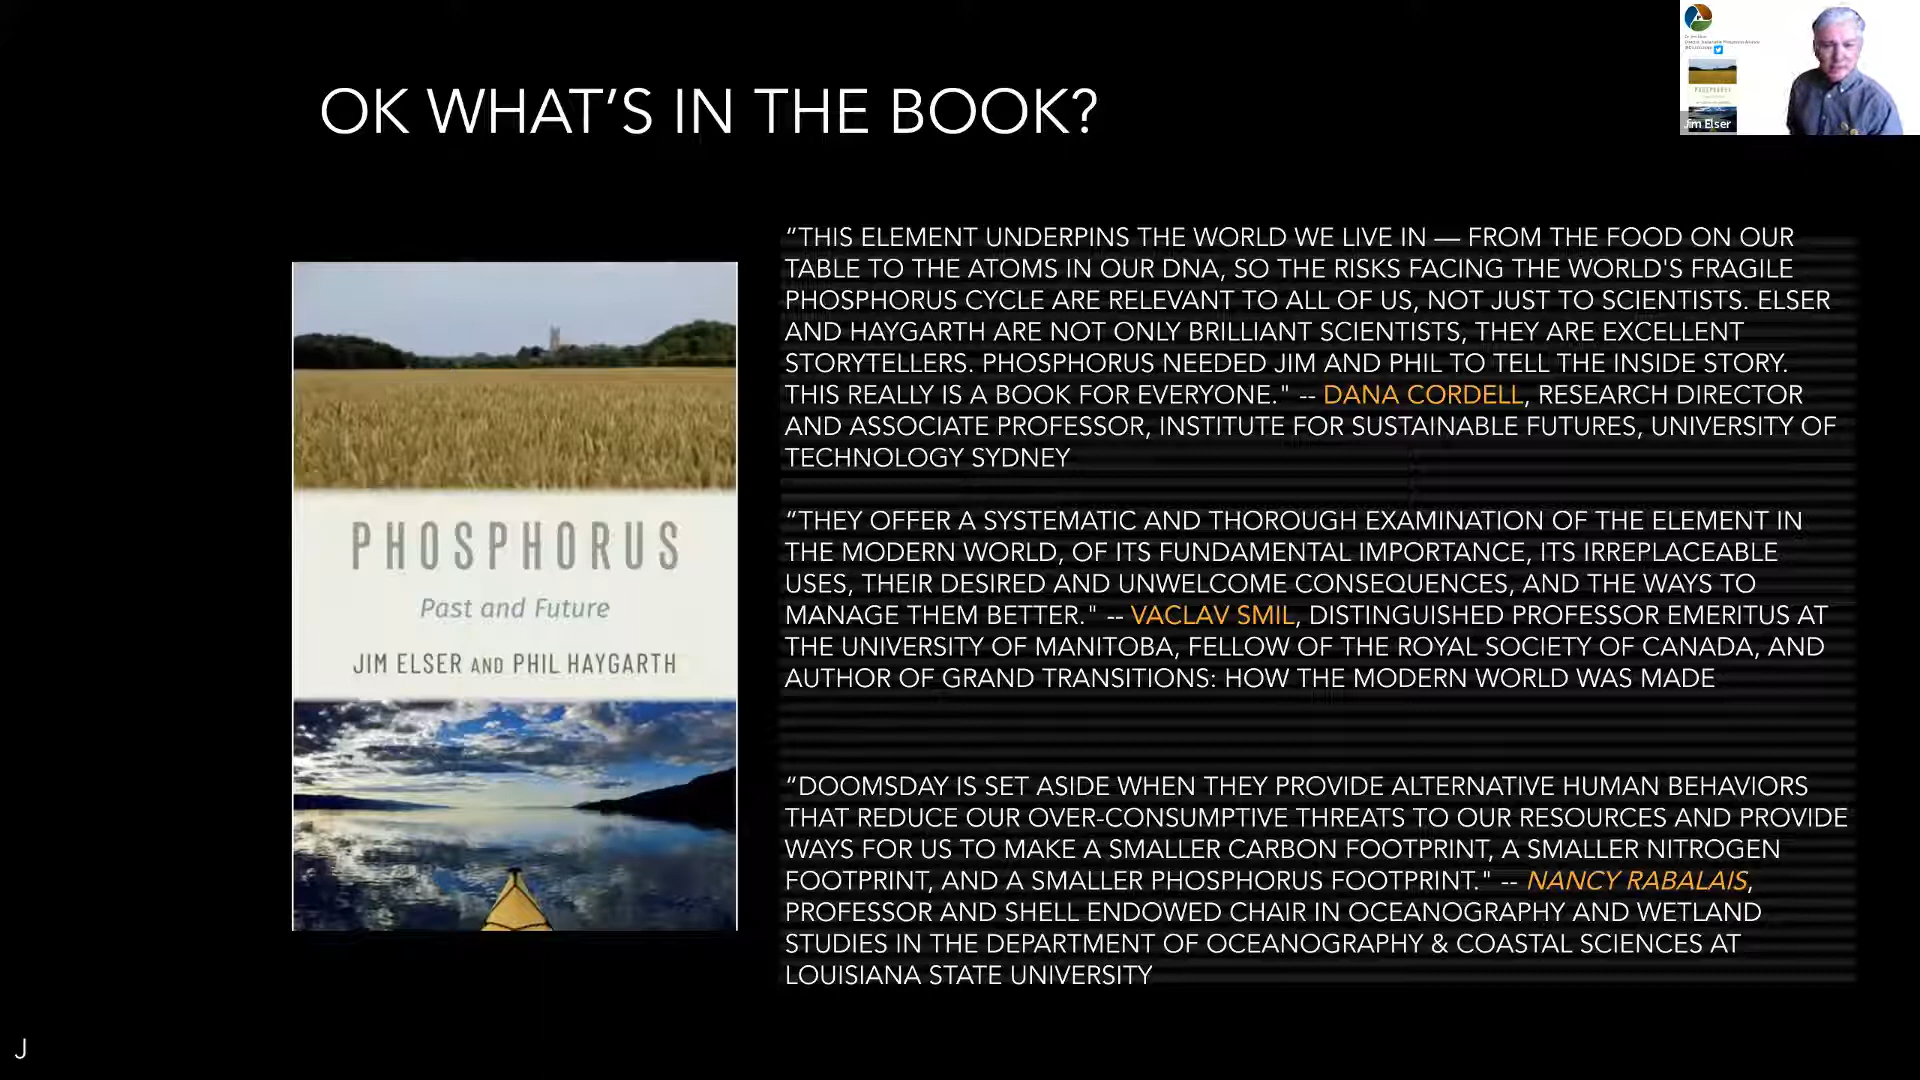 OK WHAT’S IN THE BOOK?
Jim Elser
PHOSPHORUS
Past and Future
JIM ELSER AND PHIL HAYGARTH
“THIS ELEMENT UNDERPINS THE WORLD WE LIVE IN — FROM THE FOOD ON OUR
TABLE TO THE ATOMS IN OUR DNA, SO THE RISKS FACING THE WORLD'S FRAGILE
PHOSPHORUS CYCLE ARE RELEVANT TO ALL OF US, NOT JUST TO SCIENTISTS. ELSER
AND HAYGARTH ARE NOT ONLY BRILLIANT SCIENTISTS, THEY ARE EXCELLENT
STORYTELLERS. PHOSPHORUS NEEDED JIM AND PHIL TO TELL THE INSIDE STORY.
THIS REALLY IS A BOOK FOR EVERYONE." -- DANA CORDELL, RESEARCH DIRECTOR
AND ASSOCIATE PROFESSOR, INSTITUTE FOR SUSTAINABLE FUTURES, UNIVERSITY OF
TECHNOLOGY SYDNEY
“THEY OFFER A SYSTEMATIC AND THOROUGH EXAMINATION OF THE ELEMENT IN
THE MODERN WORLD, OF ITS FUNDAMENTAL IMPORTANCE, ITS IRREPLACEABLE
USES, THEIR DESIRED AND UNWELCOME CONSEQUENCES, AND THE WAYS TO
MANAGE THEM BETTER." -- VACLAV SMIL, DISTINGUISHED PROFESSOR EMERITUS AT
THE UNIVERSITY OF MANITOBA, FELLOW OF THE ROYAL SOCIETY OF CANADA, AND
AUTHOR OF GRAND TRANSITIONS: HOW THE MODERN WORLD WAS MADE
“DOOMSDAY IS SET ASIDE WHEN THEY PROVIDE ALTERNATIVE HUMAN BEHAVIORS
THAT REDUCE OUR OVER-CONSUMPTIVE THREATS TO OUR RESOURCES AND PROVIDE
WAYS FOR US TO MAKE A SMALLER CARBON FOOTPRINT, A SMALLER NITROGEN
FOOTPRINT, AND A SMALLER PHOSPHORUS FOOTPRINT." -- NANCY RABALAIS,
PROFESSOR AND SHELL ENDOWED CHAIR IN OCEANOGRAPHY AND WETLAND
STUDIES IN THE DEPARTMENT OF OCEANOGRAPHY & COASTAL SCIENCES AT
LOUISIANA STATE UNIVERSITY
J